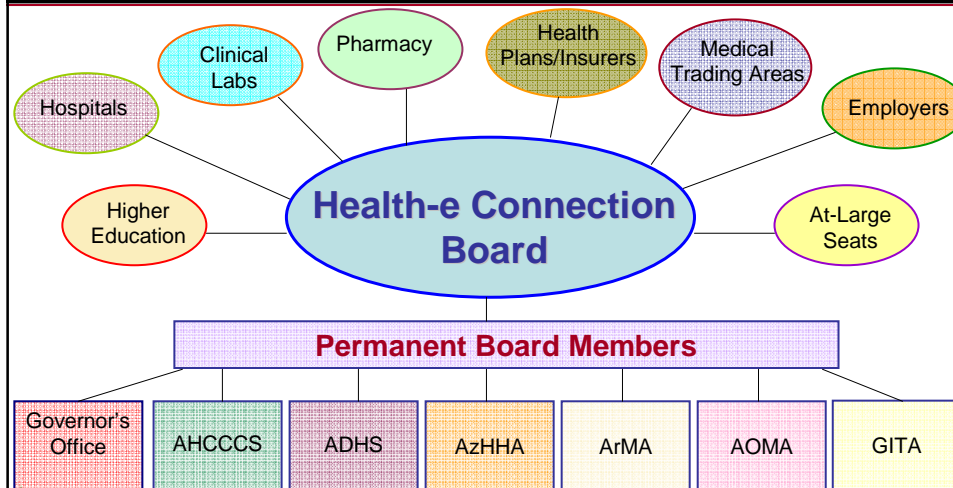 Hospitals
Clinical
Labs
Pharmacy
Health
Plans/Insurers
Medical
Trading Areas
Employers
Higher
Education
Health-e Connection
Board
At-Large
Seats
Permanent Board Members
Governor's
Office
AHCCCS
ADHS
AzHHA
ArMA
AOMA
GITA